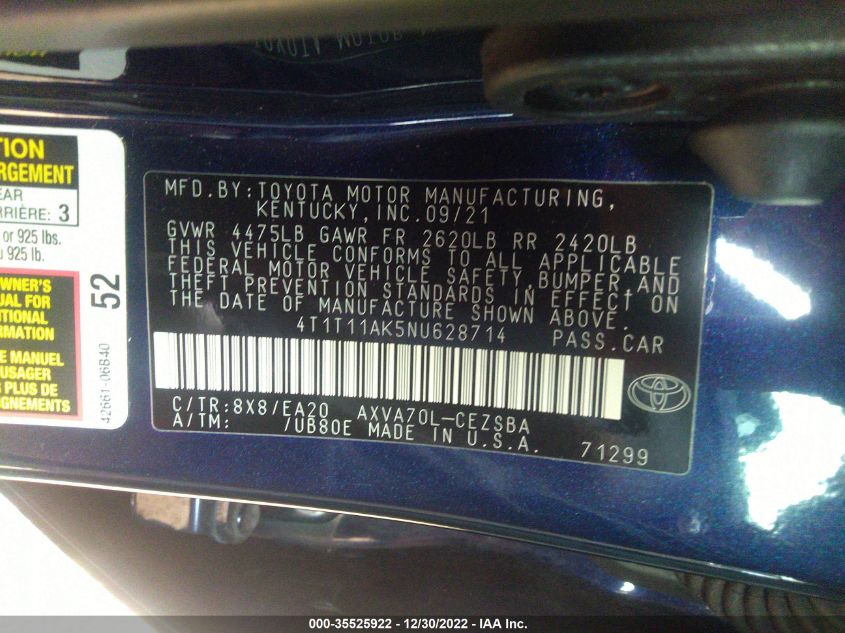 TION
RGEMENT
EAR
RRIÈRE: 3
or 925 lbs.
925 lb.
OWNER'S
UAL FOR
ITIONAL
RMATION
E MANUEL
USAGER
R PLUS DE
IGNEMENTS
52
42661-06B40
MFD.BY:TOYOTA MOTOR MANUFACTURING,
KENTUCKY, INC.09/21
GVWR 4475LB GAWR FR 2620LB RR 2420LB
THIS VEHICLE CONFORMS TO ALL APPLICABLE
FEDERAL MOTOR VEHICLE SAFETY,BUMPER,AND
THEFT PREVENTION STANDARDS IN EFFECT ON
THE DATE OF MANUFACTURE SHOWN ABOVE.
4T1T11AK5NU628714 PASS.CAR
C/TR:8X8/EA20 AXVA70L-CEZSBA
A/TM: /UB80E MADE IN U.S.A. 71299
000-35525922 - 12/30/2022 - IAA Inc.